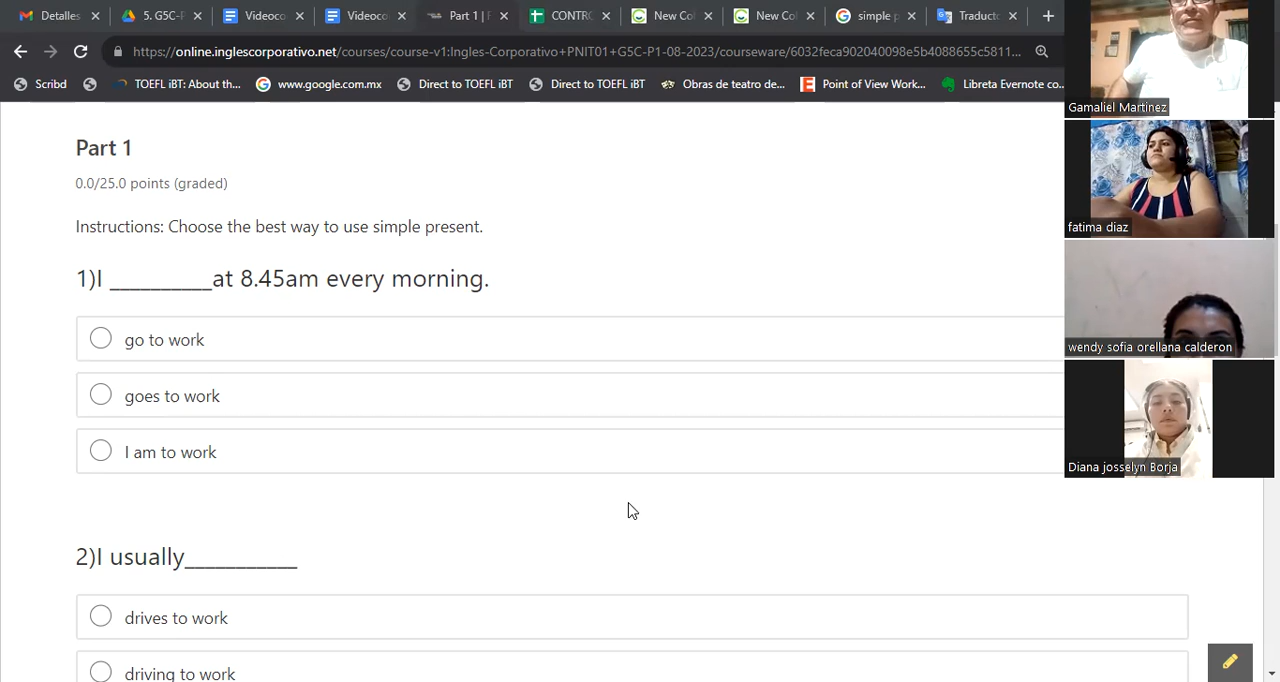 Detalles
5. G5C-F
Videoco
Videoco
Part 1 | F
CONTRC
New Col
New Col
simple p
Traducto
https://online.inglescorporativo.net/courses/course-v1:Ingles-Corporativo+PNIT01+G5C-P1-08-2023/courseware/6032feca902040098e5b4088655c5811...
Scribd
TOEFL iBT: About th...
www.google.com.mx
Direct to TOEFL iBT
Direct to TOEFL iBT
Obras de teatro de...
Point of View Work...
Libreta Evernote co...
Gamaliel Martinez
fatima diaz
wendy sofia orellana calderon
Diana josselyn Borja
Part 1
0.0/25.0 points (graded)
Instructions: Choose the best way to use simple present.
1)I __________at 8.45am every morning.
go to work
goes to work
I am to work
2)I usually___________
drives to work
driving to work